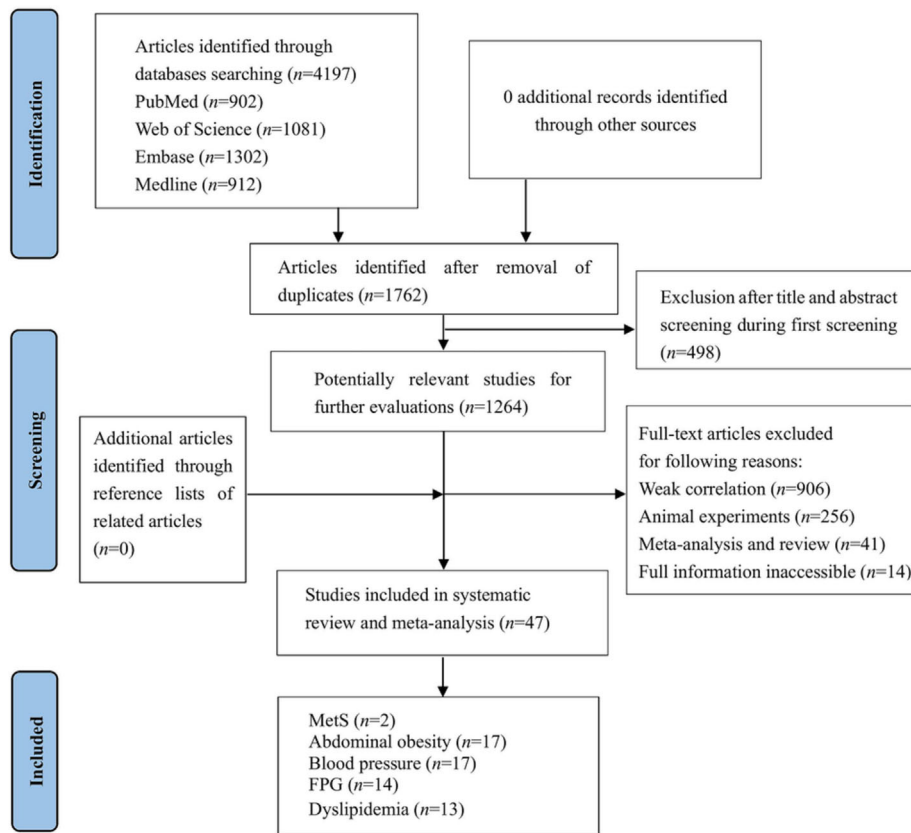 Identification
Articles identified through
databases searching (n=4197)
PubMed (n=902)
Web of Science (n=1081)
Embase (n=1302)
Medline (n=912)
0 additional records identified
through other sources
Articles identified after removal of
duplicates (n=1762)
Exclusion after title and abstract
screening during first screening
(n=498)
Screening
Potentially relevant studies for
further evaluations (n=1264)
Additional articles
identified through
reference lists of
related articles
(n=0)
Full-text articles excluded
for following reasons:
Weak correlation (n=906)
Animal experiments (n=256)
Meta-analysis and review (n=41)
Full information inaccessible (n=14)
Studies included in systematic
review and meta-analysis (n=47)
Included
MetS (n=2)
Abdominal obesity (n=17)
Blood pressure (n=17)
FPG (n=14)
Dyslipidemia (n=13)